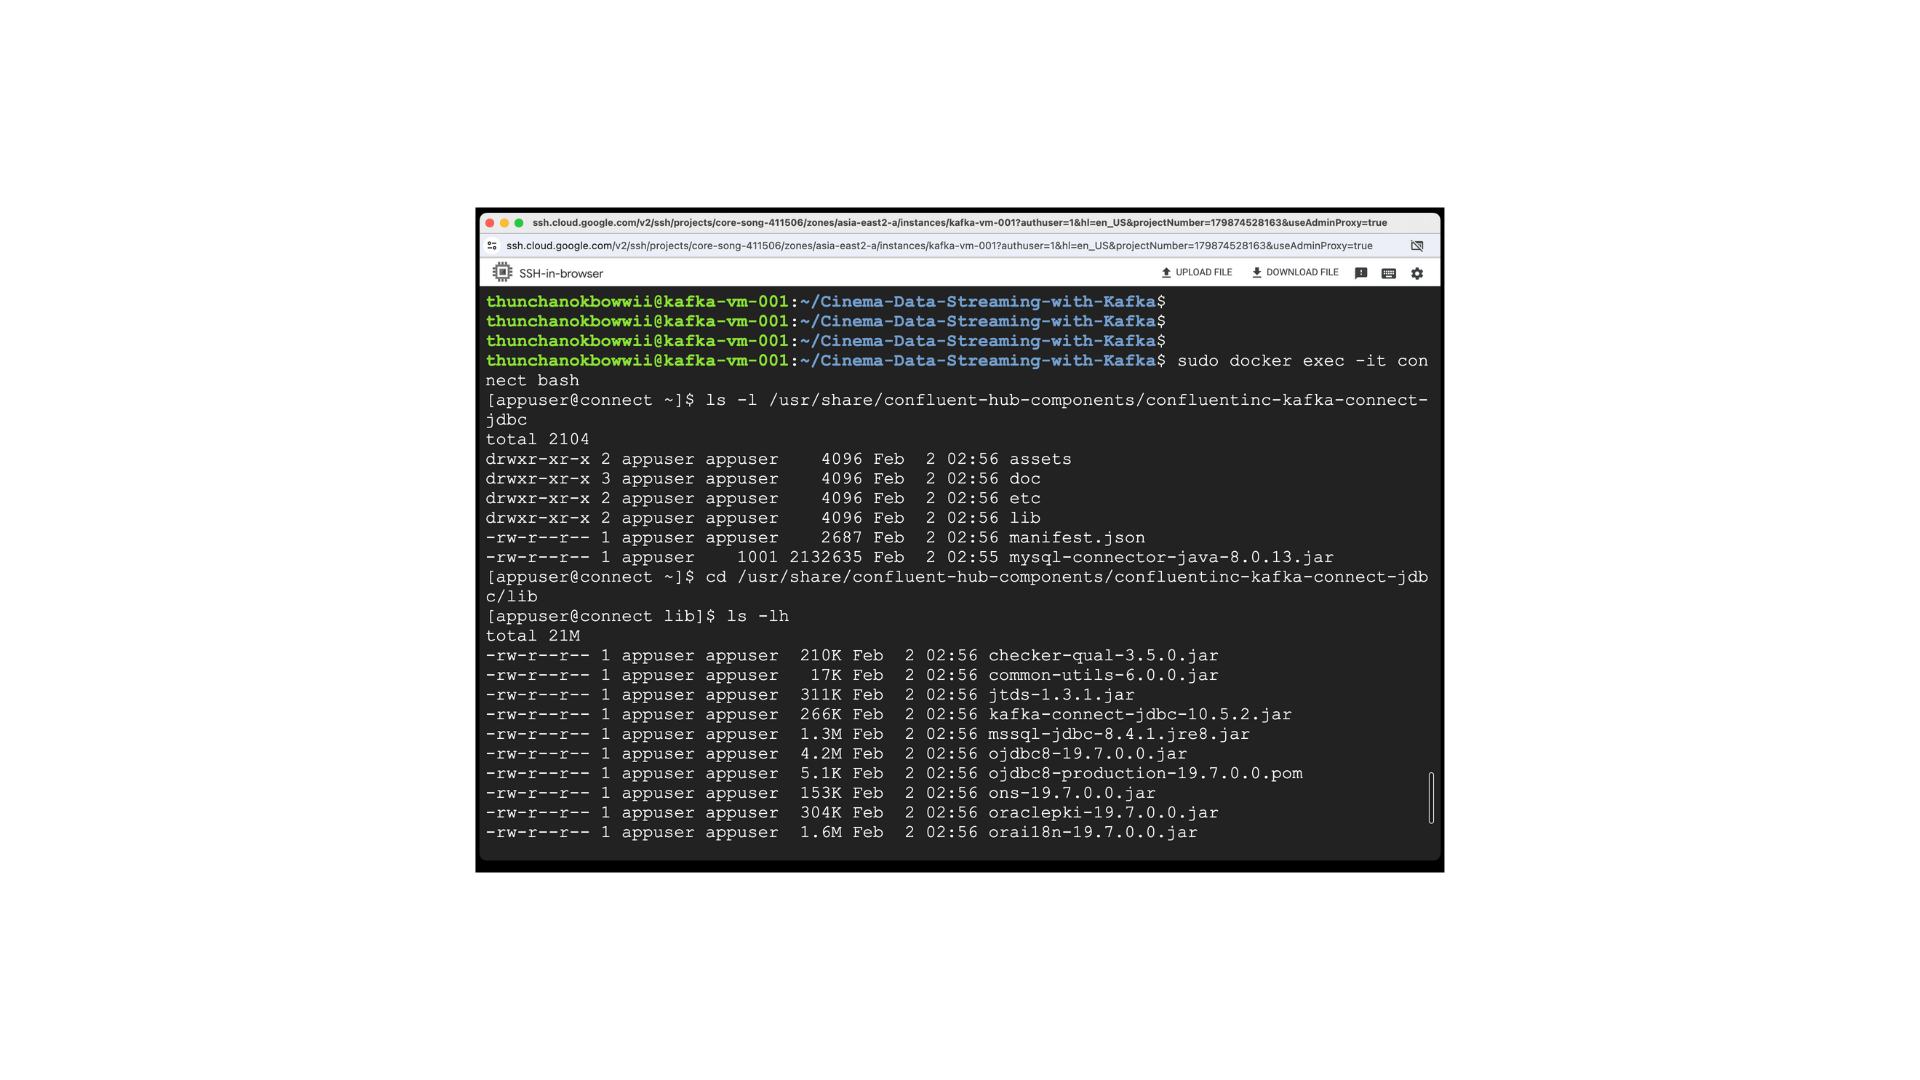 ssh.cloud.google.com/v2/ssh/projects/core-song-411506/zones/asia-east2-a/instances/kafka-vm-001?authuser=1&hl=en_US&projectNumber=179874528163&useAdminProxy=true
ssh.cloud.google.com/v2/ssh/projects/core-song-411506/zones/asia-east2-a/instances/kafka-vm-001?authuser=1&hl=en_US&projectNumber=179874528163&useAdminProxy=true
SSH-in-browser UPLOAD FILE DOWNLOAD FILE
thunchanokbowwii@kafka-vm-001:~/Cinema-Data-Streaming-with-Kafka$
thunchanokbowwii@kafka-vm-001:~/Cinema-Data-Streaming-with-Kafka$
thunchanokbowwii@kafka-vm-001:~/Cinema-Data-Streaming-with-Kafka$
thunchanokbowwii@kafka-vm-001:~/Cinema-Data-Streaming-with-Kafka$ sudo docker exec -it con
nect bash
[appuser@connect ~]$ ls -l /usr/share/confluent-hub-components/confluentinc-kafka-connect-
jdbc
total 2104
drwxr-xr-x 2 appuser appuser    4096 Feb  2 02:56 assets
drwxr-xr-x 3 appuser appuser    4096 Feb  2 02:56 doc
drwxr-xr-x 2 appuser appuser    4096 Feb  2 02:56 etc
drwxr-xr-x 2 appuser appuser    4096 Feb  2 02:56 lib
-rw-r--r-- 1 appuser appuser    2687 Feb  2 02:56 manifest.json
-rw-r--r-- 1 appuser    1001 2132635 Feb  2 02:55 mysql-connector-java-8.0.13.jar
[appuser@connect ~]$ cd /usr/share/confluent-hub-components/confluentinc-kafka-connect-jdb
c/lib
[appuser@connect lib]$ ls -lh
total 21M
-rw-r--r-- 1 appuser appuser  210K Feb  2 02:56 checker-qual-3.5.0.jar
-rw-r--r-- 1 appuser appuser   17K Feb  2 02:56 common-utils-6.0.0.jar
-rw-r--r-- 1 appuser appuser  311K Feb  2 02:56 jtds-1.3.1.jar
-rw-r--r-- 1 appuser appuser  266K Feb  2 02:56 kafka-connect-jdbc-10.5.2.jar
-rw-r--r-- 1 appuser appuser  1.3M Feb  2 02:56 mssql-jdbc-8.4.1.jre8.jar
-rw-r--r-- 1 appuser appuser  4.2M Feb  2 02:56 ojdbc8-19.7.0.0.jar
-rw-r--r-- 1 appuser appuser  5.1K Feb  2 02:56 ojdbc8-production-19.7.0.0.pom
-rw-r--r-- 1 appuser appuser  153K Feb  2 02:56 ons-19.7.0.0.jar
-rw-r--r-- 1 appuser appuser  304K Feb  2 02:56 oraclepki-19.7.0.0.jar
-rw-r--r-- 1 appuser appuser  1.6M Feb  2 02:56 orai18n-19.7.0.0.jar